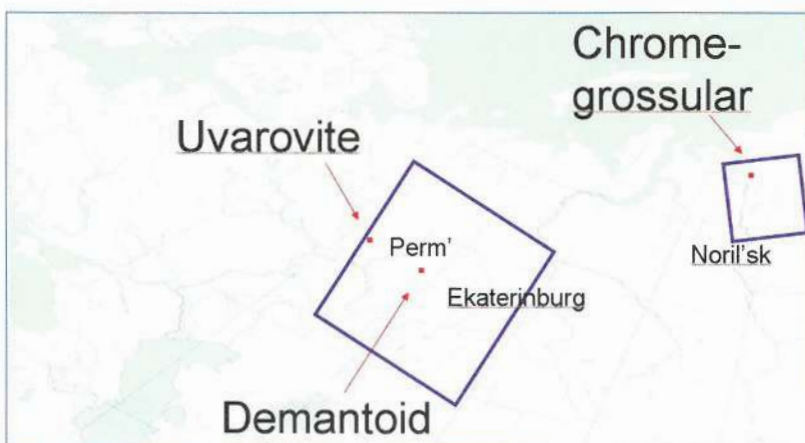 Chrome-
grossular
Uvarovite
Perm'
Noril'sk
Ekaterinburg
Demantoid